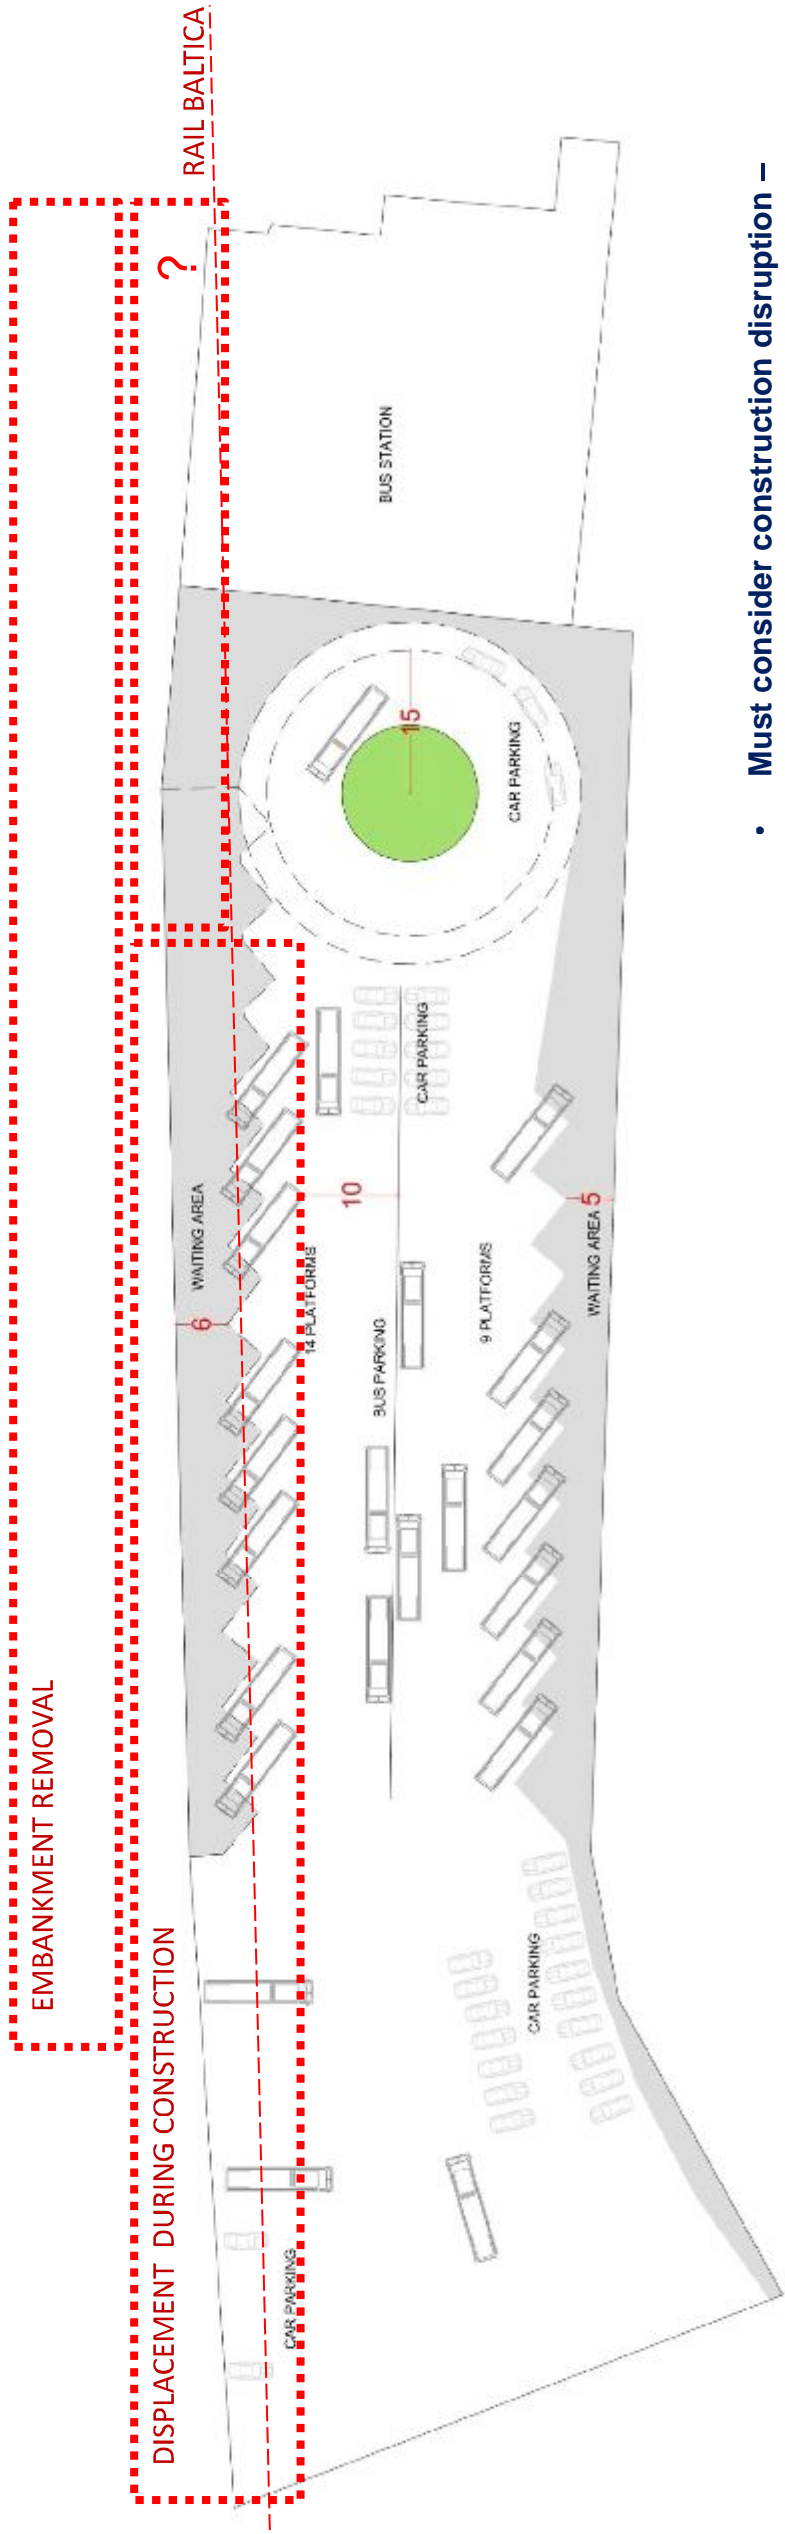 EMBANKMENT REMOVAL
DISPLACEMENT DURING CONSTRUCTION
?
RAIL BALTICA
WAITING AREA
6
CAR PARKING
14 PLATFORMS
10
BUS PARKING
BUS STATION
15
CAR PARKING
9 PLATFORMS
CAR PARKING
CAR PARKING
WAITING AREA
5
• Must consider construction disruption –